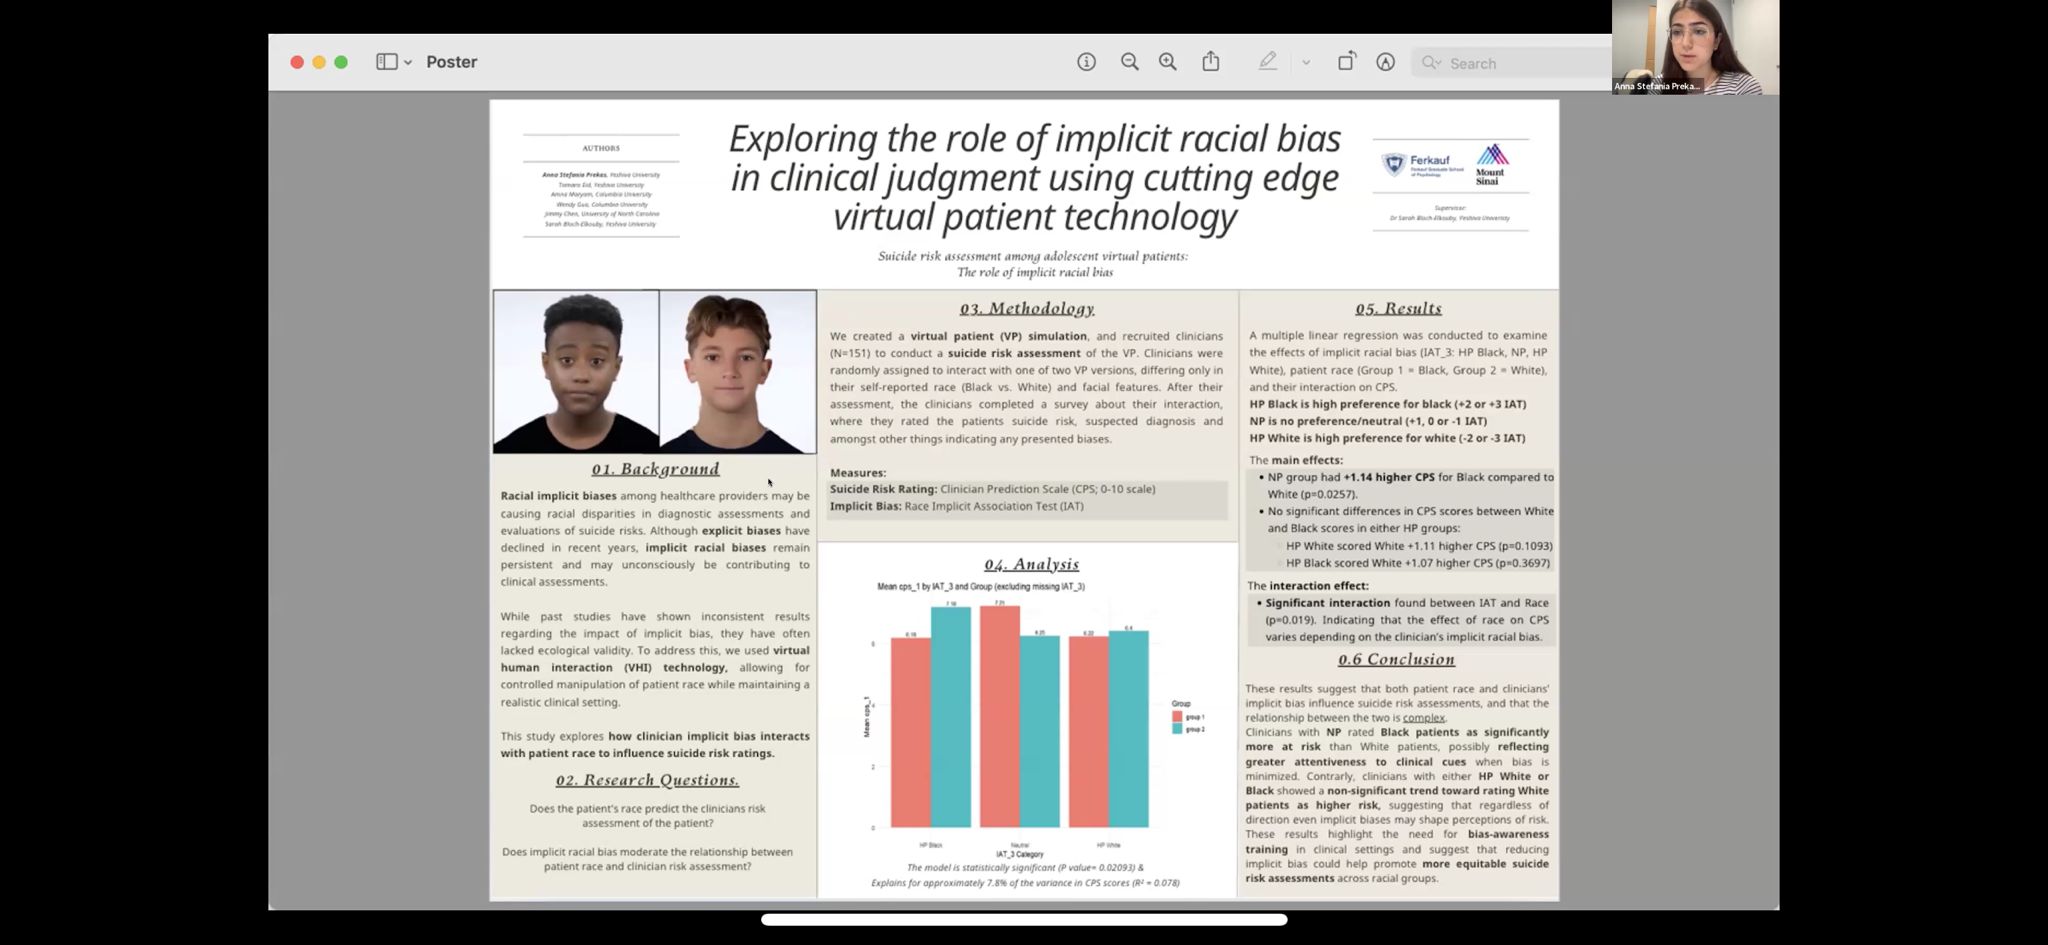 Poster
Search
Anna Stefania Preka...
AUTHORS
Anna Stefania Prekas, Yeshiva University
Tamara Eid, Yeshiva University
Amna Maryam, Columbia University
Wendy Guo, Columbia University
Jimmy Chen, University of North Carolina
Sarah Bloch-Elkouby, Yeshiva University
Exploring the role of implicit racial bias
in clinical judgment using cutting edge
virtual patient technology
Suicide risk assessment among adolescent virtual patients:
The role of implicit racial bias
Ferkauf
Ferkauf Graduate School
of Psychology
Mount
Sinai
Supervisor:
Dr Sarah Bloch-Elkouby, Yeshiva University
01. Background
Racial implicit biases among healthcare providers may be
causing racial disparities in diagnostic assessments and
evaluations of suicide risks. Although explicit biases have
declined in recent years, implicit racial biases remain
persistent and may unconsciously be contributing to
clinical assessments.
While past studies have shown inconsistent results
regarding the impact of implicit bias, they have often
lacked ecological validity. To address this, we used virtual
human interaction (VHI) technology, allowing for
controlled manipulation of patient race while maintaining a
realistic clinical setting.
This study explores how clinician implicit bias interacts
with patient race to influence suicide risk ratings.
02. Research Questions.
Does the patient's race predict the clinicians risk
assessment of the patient?
Does implicit racial bias moderate the relationship between
patient race and clinician risk assessment?
03. Methodology
We created a virtual patient (VP) simulation, and recruited clinicians
(N=151) to conduct a suicide risk assessment of the VP. Clinicians were
randomly assigned to interact with one of two VP versions, differing only in
their self-reported race (Black vs. White) and facial features. After their
assessment, the clinicians completed a survey about their interaction,
where they rated the patients suicide risk, suspected diagnosis and
amongst other things indicating any presented biases.
Measures:
Suicide Risk Rating: Clinician Prediction Scale (CPS; 0-10 scale)
Implicit Bias: Race Implicit Association Test (IAT)
04. Analysis
Mean cps_1 by IAT_3 and Group (excluding missing IAT_3)
6.18
7.18
7.21
6.25
6.22
6.4
6
4
2
0
Mean cps_1
HP Black
Neutral
HP White
IAT_3 Category
Group
group 1
group 2
The model is statistically significant (P value= 0.02093) &
Explains for approximately 7.8% of the variance in CPS scores (R² = 0.078)
05. Results
A multiple linear regression was conducted to examine
the effects of implicit racial bias (IAT_3: HP Black, NP, HP
White), patient race (Group 1 = Black, Group 2 = White),
and their interaction on CPS.
HP Black is high preference for black (+2 or +3 IAT)
NP is no preference/neutral (+1, 0 or -1 IAT)
HP White is high preference for white (-2 or -3 IAT)
The main effects:
• NP group had +1.14 higher CPS for Black compared to
White (p=0.0257).
• No significant differences in CPS scores between White
and Black scores in either HP groups:
HP White scored White +1.11 higher CPS (p=0.1093)
HP Black scored White +1.07 higher CPS (p=0.3697)
The interaction effect:
• Significant interaction found between IAT and Race
(p=0.019). Indicating that the effect of race on CPS
varies depending on the clinician's implicit racial bias.
0.6 Conclusion
These results suggest that both patient race and clinicians'
implicit bias influence suicide risk assessments, and that the
relationship between the two is complex.
Clinicians with NP rated Black patients as significantly
more at risk than White patients, possibly reflecting
greater attentiveness to clinical cues when bias is
minimized. Contrarly, clinicians with either HP White or
Black showed a non-significant trend toward rating White
patients as higher risk, suggesting that regardless of
direction even implicit biases may shape perceptions of risk.
These results highlight the need for bias-awareness
training in clinical settings and suggest that reducing
implicit bias could help promote more equitable suicide
risk assessments across racial groups.